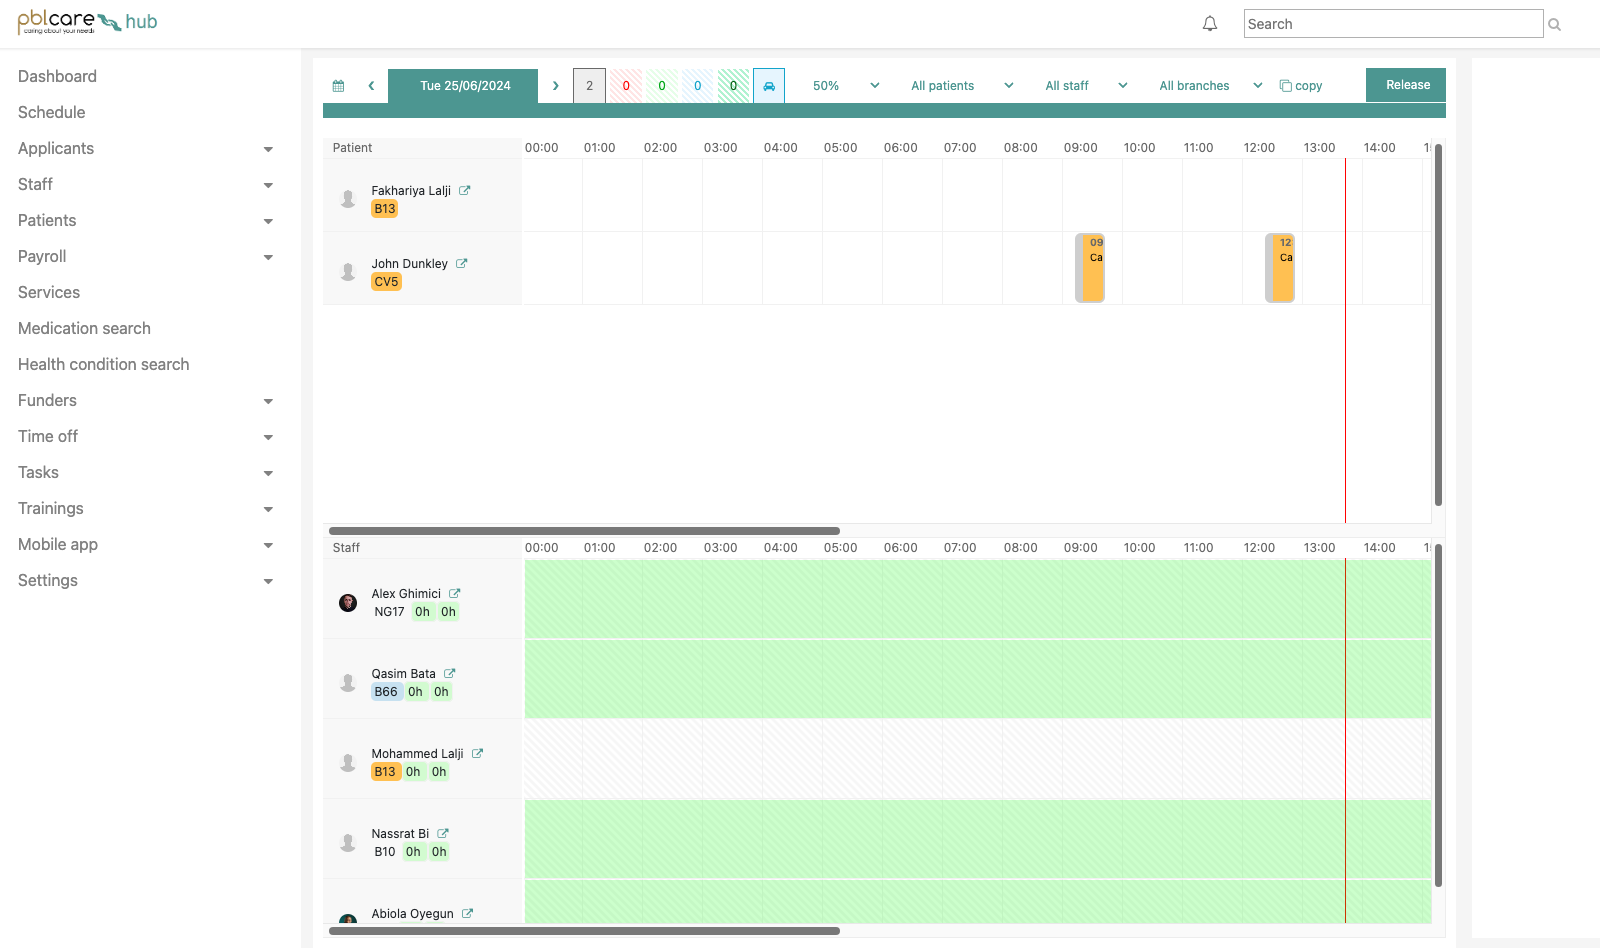 pblcare hub
caring about your needs
Search
Dashboard
Schedule
Applicants
Staff
Patients
Payroll
Services
Medication search
Health condition search
Funders
Time off
Tasks
Trainings
Mobile app
Settings
Tue 25/06/2024 2 0 0 0 0 50% All patients All staff All branches copy Release
Patient 00:00 01:00 02:00 03:00 04:00 05:00 06:00 07:00 08:00 09:00 10:00 11:00 12:00 13:00 14:00
Fakhariya Lalji
B13
John Dunkley
CV5
09
Ca
12
Ca
Staff 00:00 01:00 02:00 03:00 04:00 05:00 06:00 07:00 08:00 09:00 10:00 11:00 12:00 13:00 14:00
Alex Ghimici
NG17 0h 0h
Qasim Bata
B66 0h 0h
Mohammed Lalji
B13 0h 0h
Nassrat Bi
B10 0h 0h
Abiola Oyegun